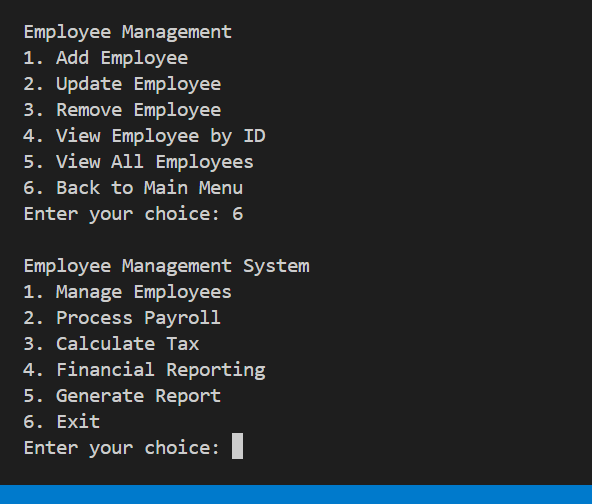 Employee Management
1. Add Employee
2. Update Employee
3. Remove Employee
4. View Employee by ID
5. View All Employees
6. Back to Main Menu
Enter your choice: 6
Employee Management System
1. Manage Employees
2. Process Payroll
3. Calculate Tax
4. Financial Reporting
5. Generate Report
6. Exit
Enter your choice: